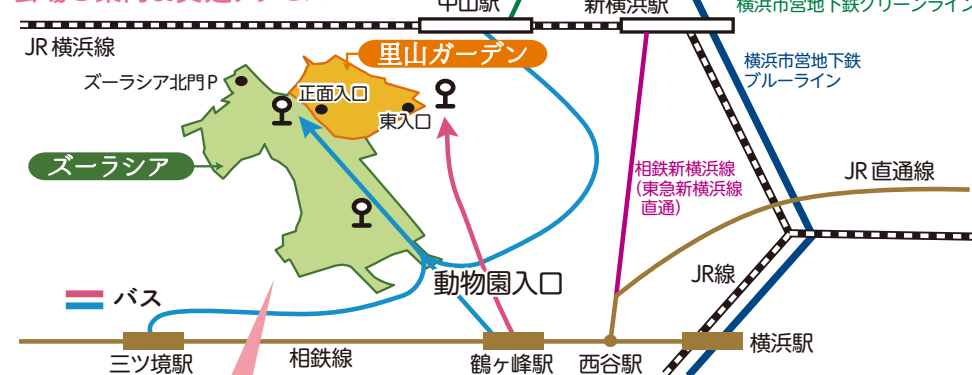 中山駅
新横浜駅
横浜市営地下鉄グリーンライン
JR横浜線
里山ガーデン
横浜市営地下鉄
ブルーライン
ズーラシア北門P
正面入口
東入口
ズーラシア
相鉄新横浜線
(東急新横浜線
直通)
JR直通線
動物園入口
JR線
バス
三ツ境駅
相鉄線
鶴ヶ峰駅
西谷駅
横浜駅